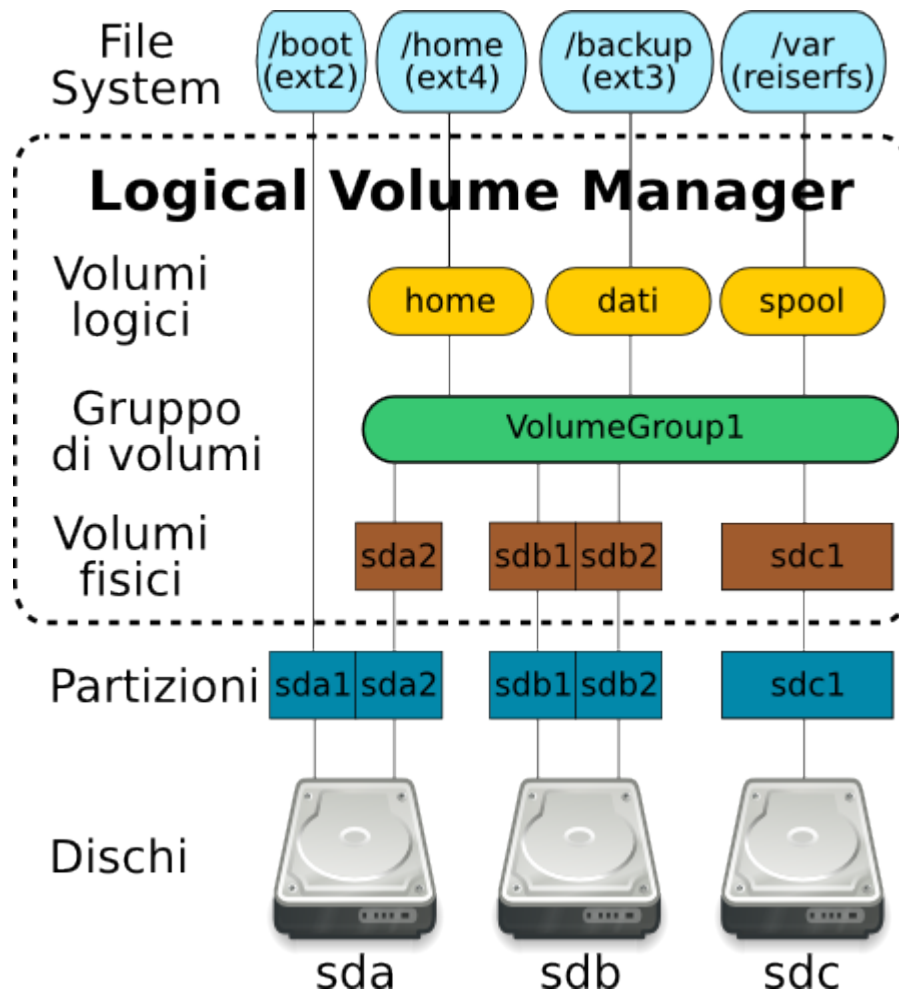 File
System
/boot
(ext2)
/home
(ext4)
/backup
(ext3)
/var
(reiserfs)
Logical Volume Manager
Volumi
logici
home
dati
spool
Gruppo
di volumi
VolumeGroup1
Volumi
fisici
sda2
sdb1
sdb2
sdc1
Partizioni
sda1
sda2
sdb1
sdb2
sdc1
Dischi
sda
sdb
sdc